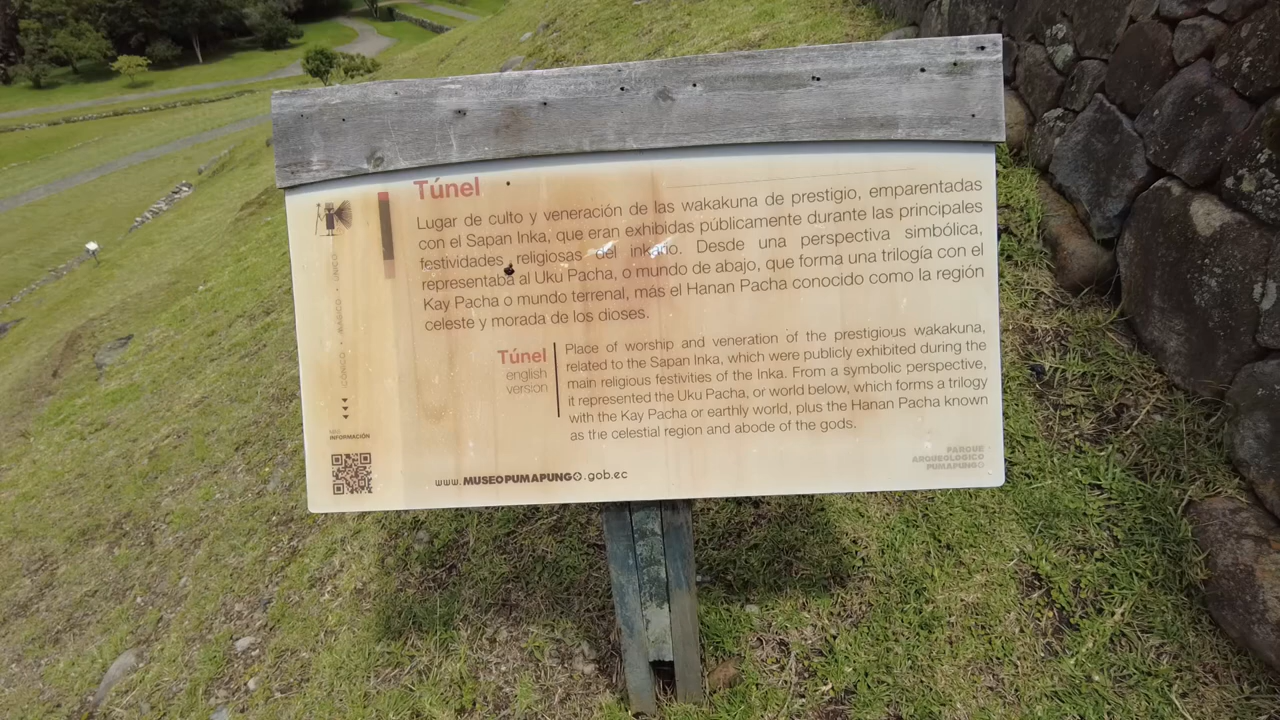 Túnel
Lugar de culto y veneración de las wakakuna de prestigio, emparentadas
con el Sapan Inka, que eran exhibidas públicamente durante las principales
festividades religiosas del inkario. Desde una perspectiva simbólica,
representaba al Uku Pacha, o mundo de abajo, que forma una trilogía con el
Kay Pacha o mundo terrenal, más el Hanan Pacha conocido como la región
celeste y morada de los dioses.
Túnel
english
version
Place of worship and veneration of the prestigious wakakuna,
related to the Sapan Inka, which were publicly exhibited during the
main religious festivities of the Inka. From a symbolic perspective,
it represented the Uku Pacha, or world below, which forms a trilogy
with the Kay Pacha or earthly world, plus the Hanan Pacha known
as the celestial region and abode of the gods.
ICÓNICO • MÁGICO • ÚNICO
INFORMACIÓN
www.MUSEOPUMAPUNGO.gob.ec
PARQUE
ARQUEOLÓGICO
PUMAPUNGO